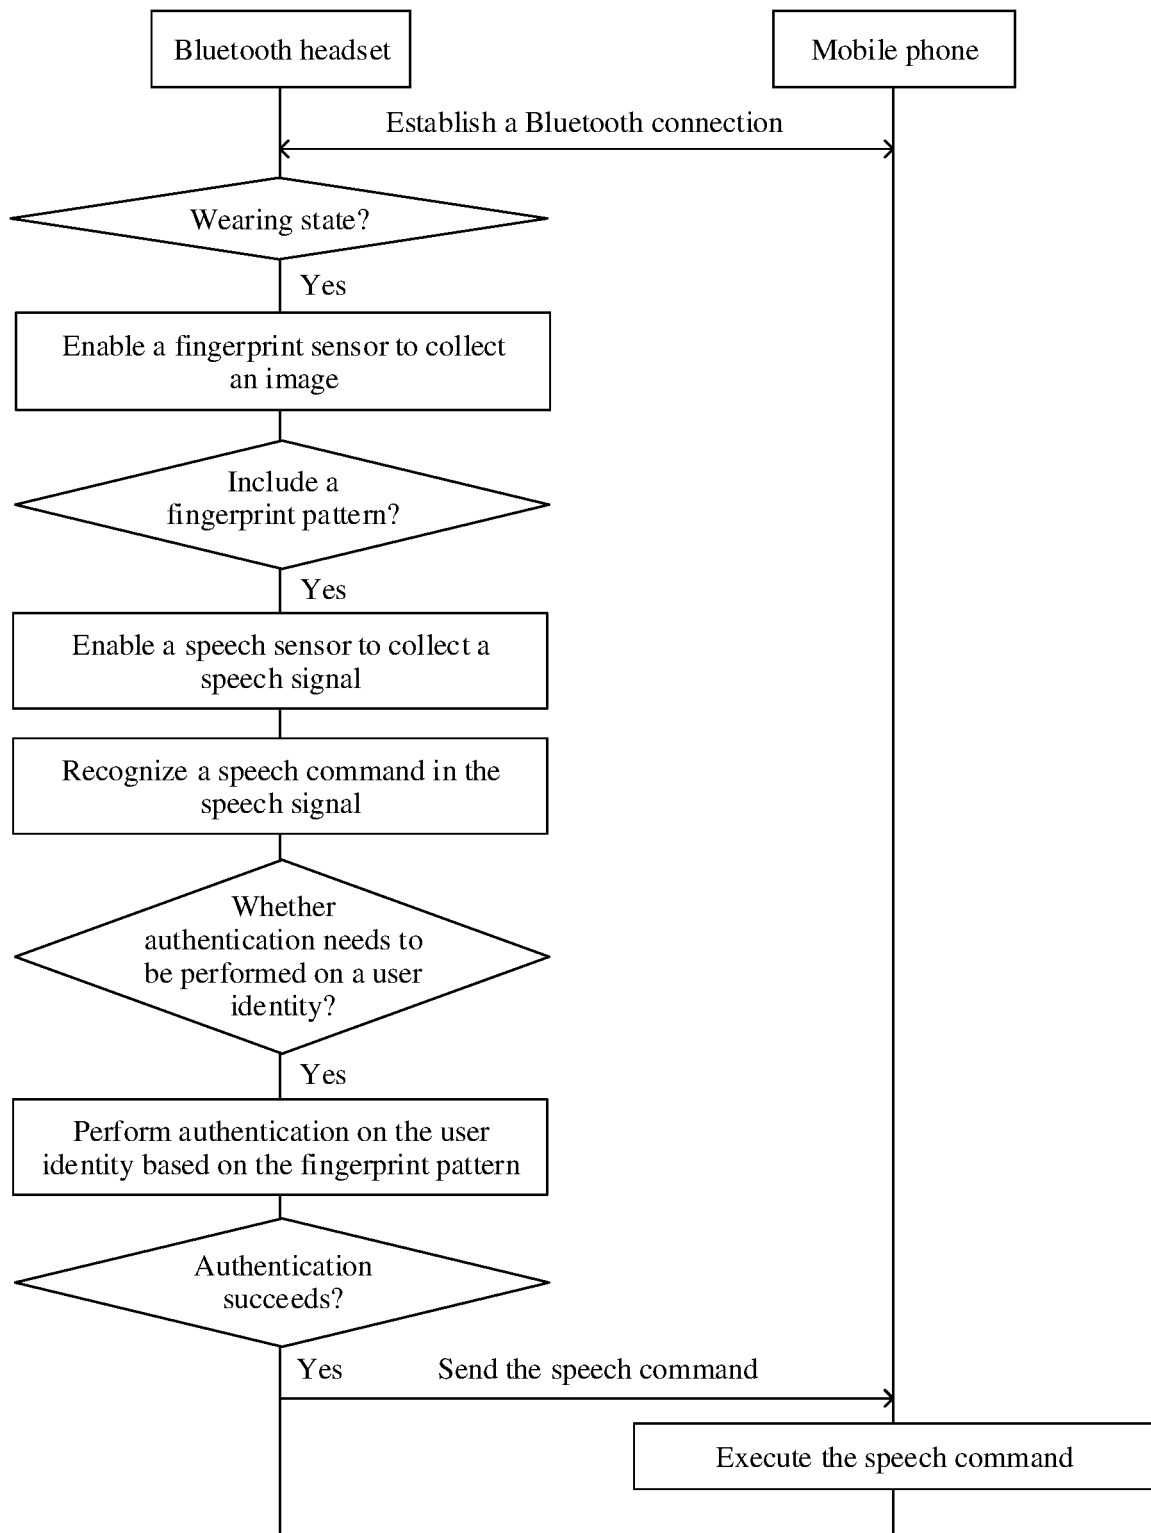 Bluetooth headset
Mobile phone
Establish a Bluetooth connection
Wearing state?
Yes
Enable a fingerprint sensor to collect
an image
Include a
fingerprint pattern?
Yes
Enable a speech sensor to collect a
speech signal
Recognize a speech command in the
speech signal
Whether
authentication needs to
be performed on a user
identity?
Yes
Perform authentication on the user
identity based on the fingerprint pattern
Authentication
succeeds?
Yes
Send the speech command
Execute the speech command